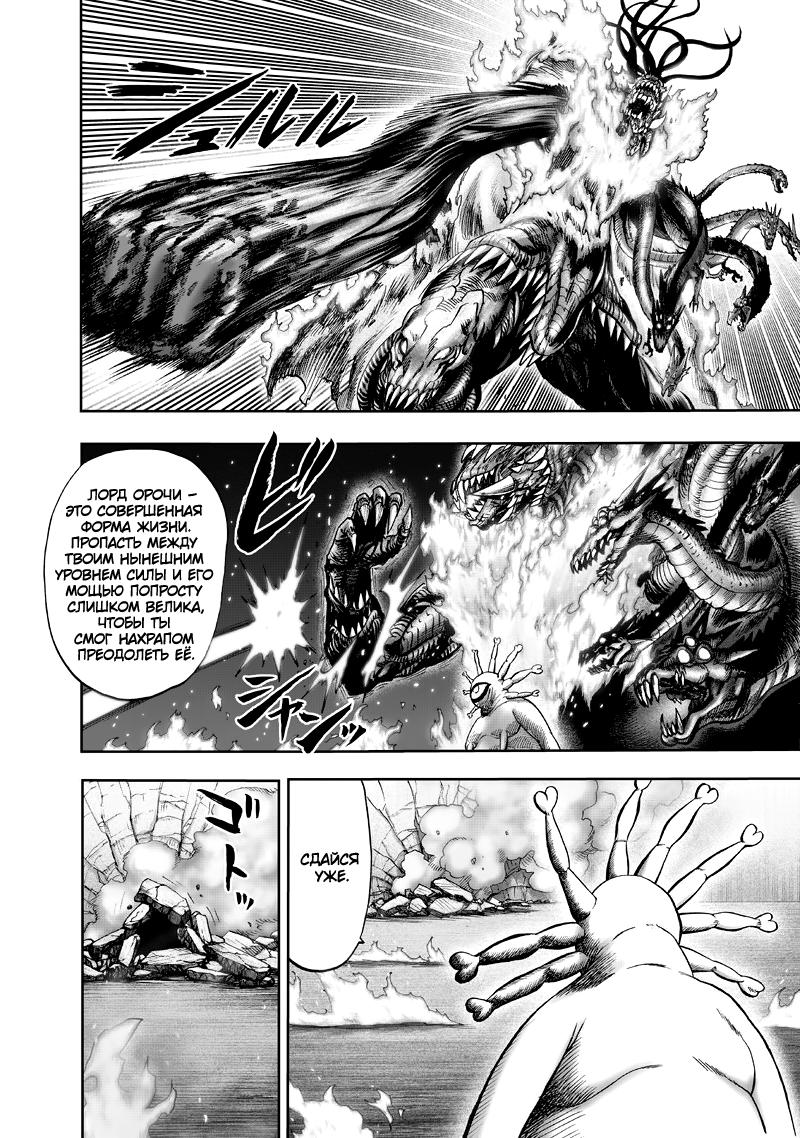 ジュルル
ЛОРД ОРОЧИ –
ЭТО СОВЕРШЕННАЯ
ФОРМА ЖИЗНИ.
ПРОПАСТЬ МЕЖДУ
ТВОИМ НЫНЕШНИМ
УРОВНЕМ СИЛЫ И ЕГО
МОЩЬЮ ПОПРОСТУ
СЛИШКОМ ВЕЛИКА,
ЧТОБЫ ТЫ
СМОГ НАХРАПОМ
ПРЕОДОЛЕТЬ ЕЁ.
ビッ
シャンッ
ゴトッ
СДАЙСЯ
УЖЕ.